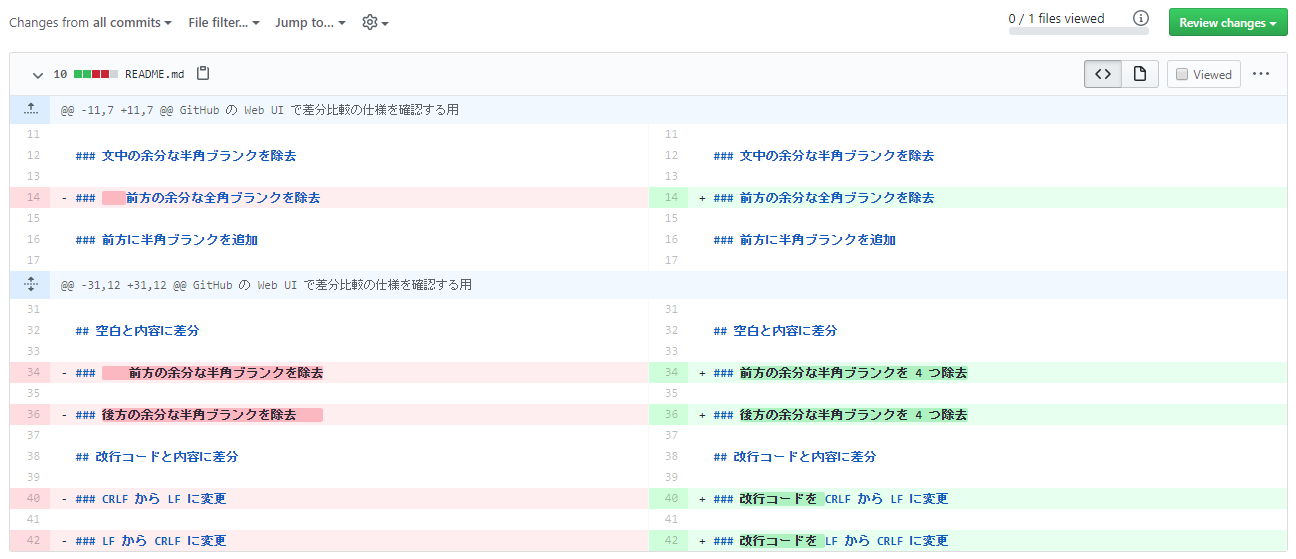 Changes from all commits File filter... Jump to...
0 / 1 files viewed
Review changes
10 README.md
<> Viewed ...
@@ -11,7 +11,7 @@ GitHub の Web UI で差分比較の仕様を確認する用
11 11
12 ### 文中の余分な半角ブランクを除去 12 ### 文中の余分な半角ブランクを除去
13 13
14 - ### 　　前方の余分な全角ブランクを除去 14 + ### 前方の余分な全角ブランクを除去
15 15
16 ### 前方に半角ブランクを追加 16 ### 前方に半角ブランクを追加
17 17
@@ -31,12 +31,12 @@ GitHub の Web UI で差分比較の仕様を確認する用
31 31
32 ## 空白と内容に差分 32 ## 空白と内容に差分
33 33
34 - ###     前方の余分な半角ブランクを除去 34 + ### 前方の余分な半角ブランクを 4 つ除去
35 35
36 - ### 後方の余分な半角ブランクを除去     36 + ### 後方の余分な半角ブランクを 4 つ除去
37 37
38 ## 改行コードと内容に差分 38 ## 改行コードと内容に差分
39 39
40 - ### CRLF から LF に変更 40 + ### 改行コードを CRLF から LF に変更
41 41
42 - ### LF から CRLF に変更 42 + ### 改行コードを LF から CRLF に変更